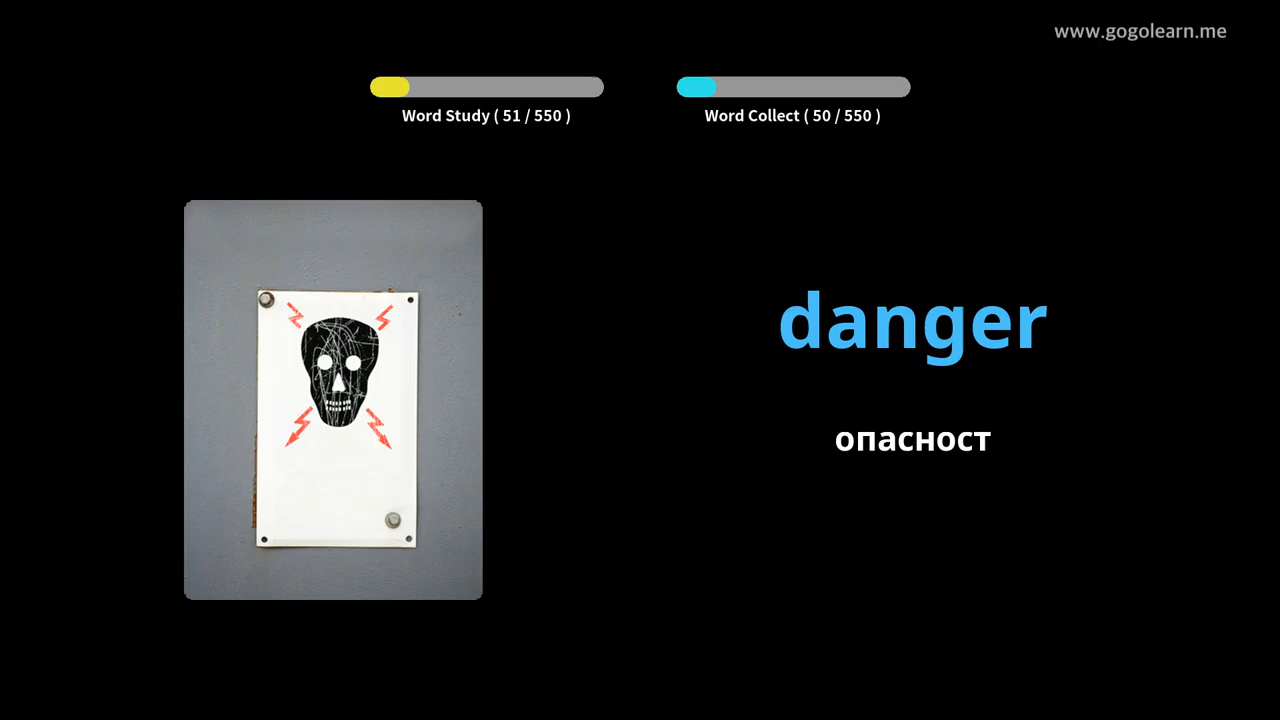 www.gogolearn.me
Word Study ( 51 / 550 )
Word Collect ( 50 / 550 )
danger
опасност